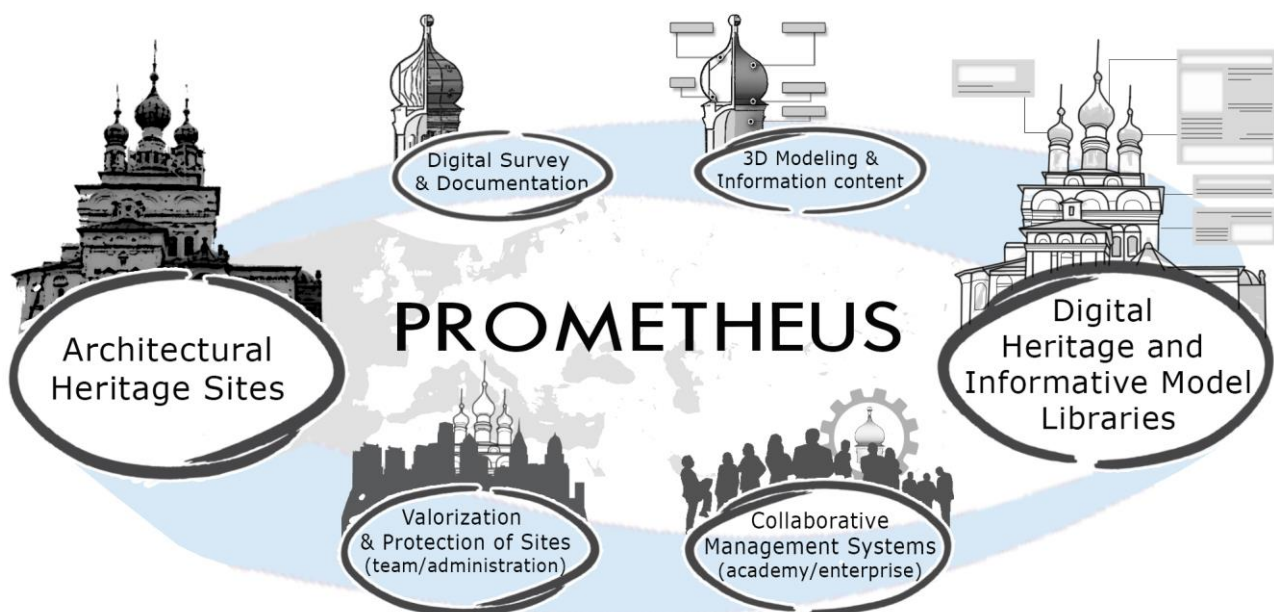 Digital Survey
& Documentation
3D Modeling &
Information content
PROMETHEUS
Architectural
Heritage Sites
Digital
Heritage and
Informative Model
Libraries
Valorization
& Protection of Sites
(team/administration)
Collaborative
Management Systems
(academy/enterprise)